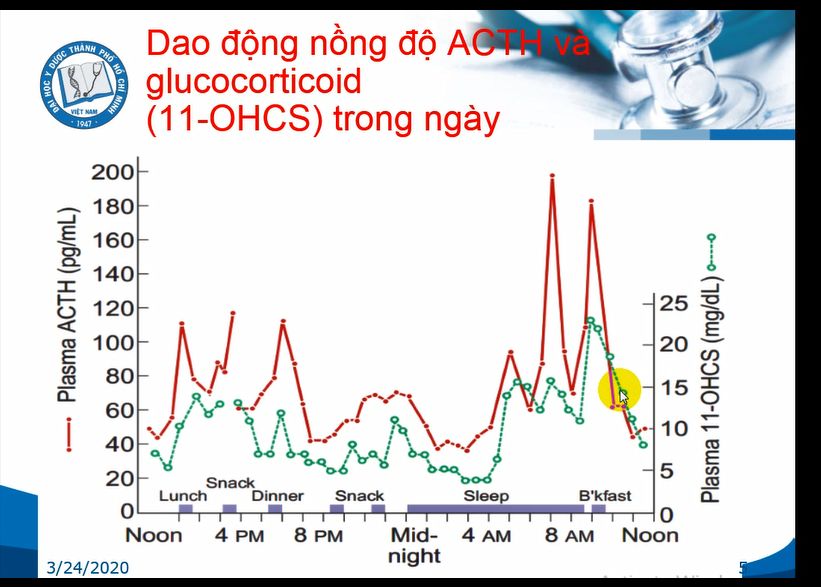 Dao động nồng độ ACTH và
glucocorticoid
(11-OHCS) trong ngày
ĐẠI HỌC Y DƯỢC THÀNH PHỐ HỒ CHÍ MINH
VIỆT NAM
· 1947 ·
Plasma ACTH (pg/mL)
200
180
160
140
120
100
80
60
40
20
0
Plasma 11-OHCS (mg/dL)
25
20
15
10
5
0
Lunch
Snack
Dinner
Snack
Sleep
B'kfast
Noon
4 PM
8 PM
Mid-
night
4 AM
8 AM
Noon
3/24/2020
5